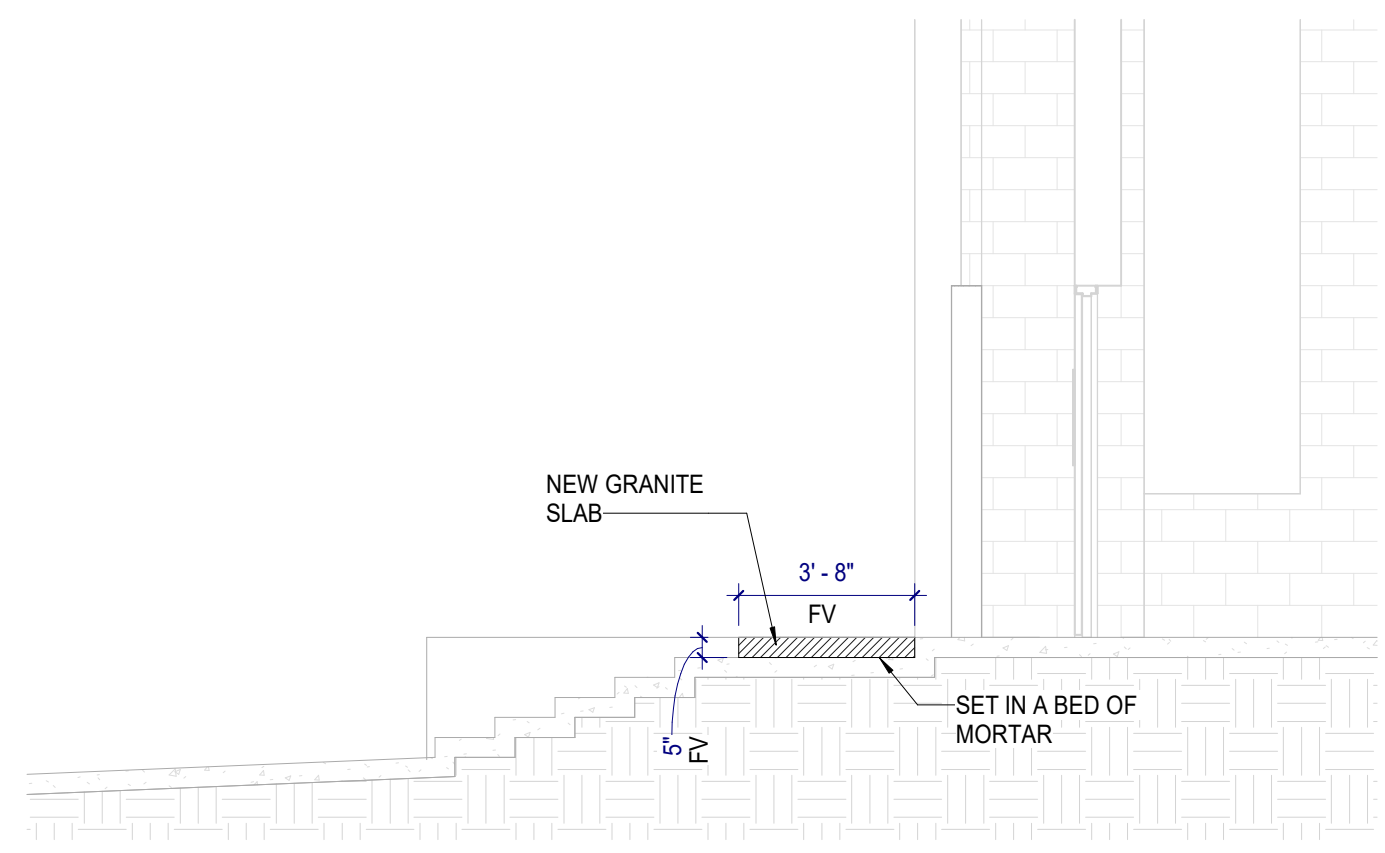 NEW GRANITE
SLAB
3' - 8"
FV
5"
FV
SET IN A BED OF
MORTAR